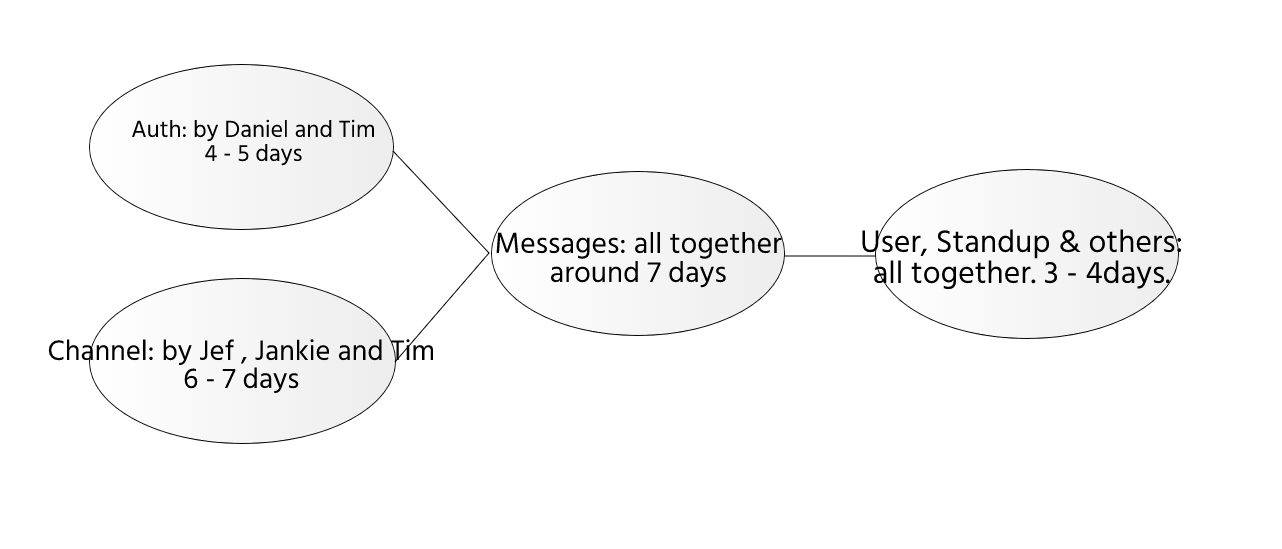 Auth: by Daniel and Tim
4 - 5 days
Channel: by Jef , Jankie and Tim
6 - 7 days
Messages: all together
around 7 days
User, Standup & others:
all together. 3 - 4days.